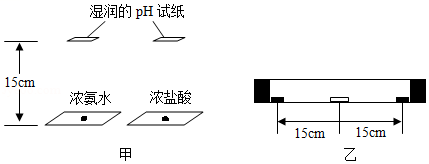 湿润的 pH 试纸
15cm
浓氨水 浓盐酸
甲
15cm 15cm
乙